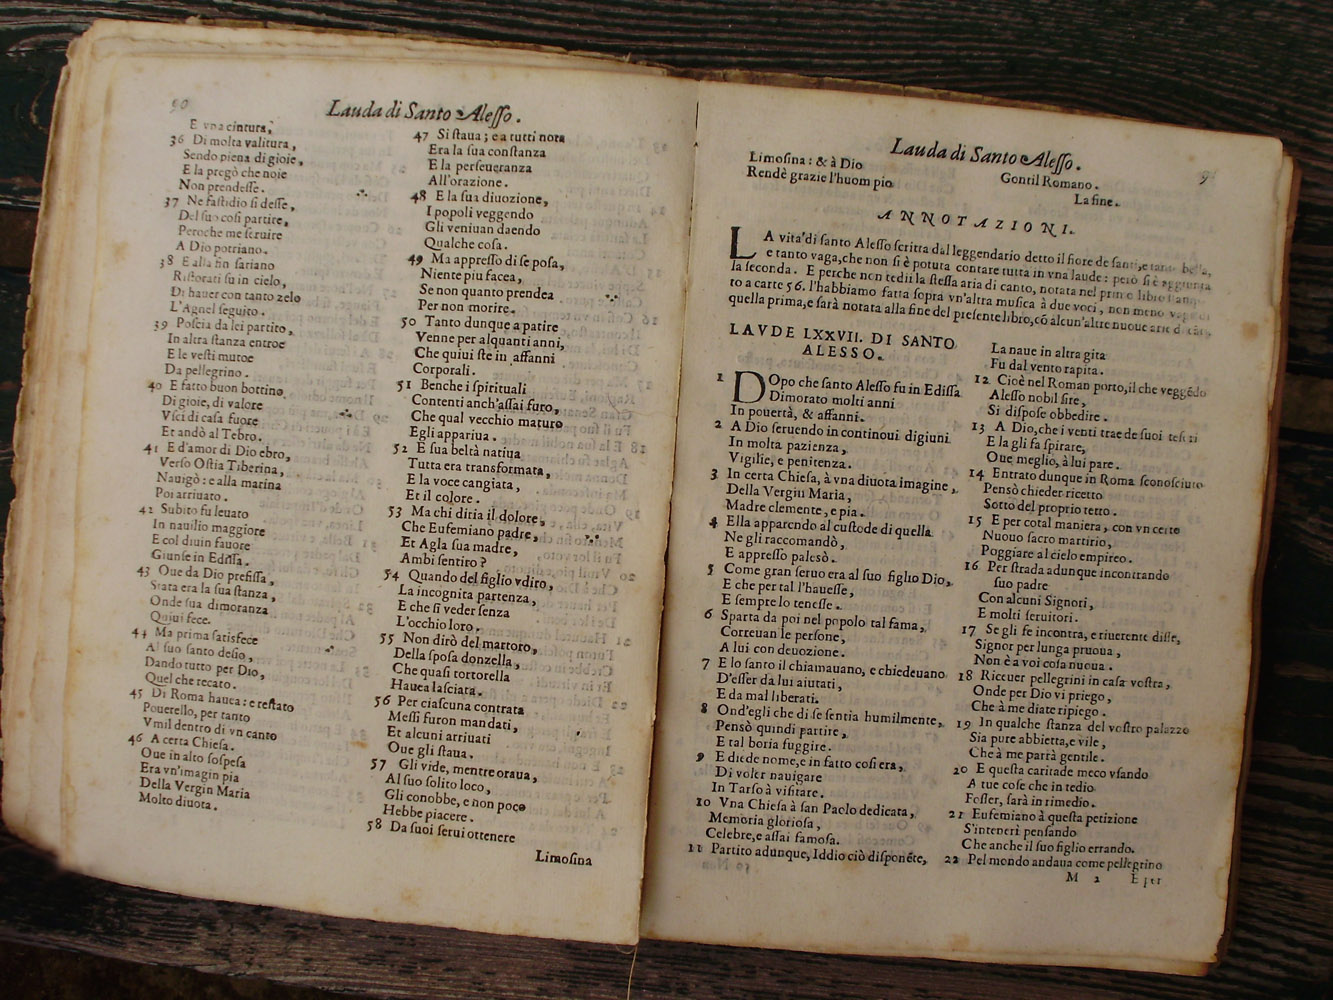 90
Lauda di Santo Alesso.
E vna cintura,
36 Di molta valitura,
Sendo piena di gioie,
E la pregò che noie
Non prendesse.
37 Ne fastidio si desse,
Del suo cosi partire,
Peroche me seruire
A Dio potriano.
38 E alla fin sariano
Ristorati su in cielo,
Di hauer con tanto zelo
L'Agnel seguito.
39 Poscia da lei partito,
In altra stanza entroe
E le vesti mutoe
Da pellegrino.
40 E fatto buon bottino
Di gioie, di valore
Vsci di casa fuore
Et andò al Tebro.
41 E d'amor di Dio ebro,
Verso Ostia Tiberina,
Nauigò: e alla marina
Poi arriuato.
42 Subito fu leuato
In nauilio maggiore
E col diuin fauore
Giunse in Edissa.
43 Oue da Dio prefissa,
Stata era la sua stanza,
Onde sua dimoranza
Quiui fece.
44 Ma prima satisfece
Al suo santo desio,
Dando tutto per Dio,
Quel che recato.
45 Di Roma hauea: e restato
Pouerello, per tanto
Vmil dentro di vn canto
46 A certa Chiesa.
Oue in alto sospesa
Era vn'imagin pia
Della Vergin Maria
Molto diuota.
47 Si staua; e a tutti nota
Era la sua constanza
E la perseueranza
All'orazione.
48 E la sua diuozione,
I popoli veggendo
Gli veniuan daendo
Qualche cosa.
49 Ma appresso di se posa,
Niente piu facea,
Se non quanto prendea
Per non morire.
50 Tanto dunque a patire
Venne per alquanti anni,
Che quiui ste in affanni
Corporali.
51 Benche i spirituali
Contenti anch'assai furo,
Che qual vecchio maturo
Egli appariua.
52 E sua beltà natiua
Tutta era transformata,
E la voce cangiata,
Et il colore.
53 Ma chi diria il dolore,
Che Eufemiano padre,
Et Agla sua madre,
Ambi sentiro?
54 Quando del figlio vdiro,
La incognita partenza,
E che si veder senza
L'occhio loro.
55 Non dirò del martoro,
Della sposa donzella,
Che quasi tortorella
Hauea lasciata.
56 Per ciascuna contrata
Messi furon mandati,
Et alcuni arriuati
Oue gli staua.
57 Gli vide, mentre oraua,
Al suo solito loco,
Gli conobbe, e non poco
Hebbe piacere.
58 Da suoi serui ottenere
Limosina
Lauda di Santo Alesso.
Limosina: & à Dio
Rendè grazie l'huom pio
Gentil Romano.
La fine.
ANNOTAZIONI.
LA vita di santo Alesso scritta dal leggendario detto il fiore de santi, e tanto bella,
e tanto vaga, che non si è potuta contare tutta in vna laude: però si è aggiunta
la seconda. E perche non tedii la stessa aria di canto, notata nel primo libro
to a carte 56. l'habbiamo fatta sopra vn'altra musica à due voci, non meno vaga di
quella prima, e sarà notata alla fine del presente libro, cō alcun'altre nuoue arie
LAVDE LXXVII. DI SANTO
ALESSO.
1 DOpo che santo Alesso fu in Edissa
Dimorato molti anni
In pouertà, & affanni.
2 A Dio seruendo in continoui digiuni
In molta pazienza,
Vigilie, e penitenza.
3 In certa Chiesa, à vna diuota imagine,
Della Vergin Maria,
Madre clemente, e pia.
4 Ella apparendo al custode di quella
Ne gli raccomandò,
E appresso palesò.
5 Come gran seruo era al suo figlio Dio,
E che per tal l'hauesse,
E sempre lo tenesse.
6 Sparta da poi nel popolo tal fama,
Correuan le persone,
A lui con deuozione.
7 E lo santo il chiamauano, e chiedeuano
D'esser da lui aiutati,
E da mal liberati.
8 Ond'egli che di se sentia humilmente,
Pensò quindi partire,
E tal boria fuggire.
9 E diede nome, e in fatto cosi era,
Di voler nauigare
In Tarso à visitare.
10 Vna Chiesa à san Paolo dedicata,
Memoria gloriosa,
Celebre, e assai famosa.
11 Partito adunque, Iddio ciò disponēte,
La naue in altra gita
Fu dal vento rapita.
12 Cioè nel Roman porto, il che veggēdo
Alesso nobil sire,
Si dispose obbedire.
13 A Dio, che i venti trae de suoi tesori
E la gli fa spirare,
Oue meglio, à lui pare.
14 Entrato dunque in Roma sconosciuto
Pensò chieder ricetto
Sotto del proprio tetto.
15 E per cotal maniera, con vn certo
Nuouo sacro martirio,
Poggiare al cielo empireo.
16 Per strada adunque incontrando
suo padre
Con alcuni Signori,
E molti seruitori.
17 Se gli fe incontra, e riuerente disse,
Signor per lunga pruoua,
Non è a voi cosa nuoua.
18 Riceuer pellegrini in casa vostra,
Onde per Dio vi priego,
Che à me diate ripiego.
19 In qualche stanza del vostro palazzo
Sia pure abbietta, e vile,
Che à me parrà gentile.
20 E questa caritade meco vsando
A tue cose che in tedio
Fosser, sarà in rimedio.
21 Eufemiano à questa petizione
S'inteneri pensando
Che anche il suo figlio errando.
22 Pel mondo andaua come pellegrino
M 2
E per